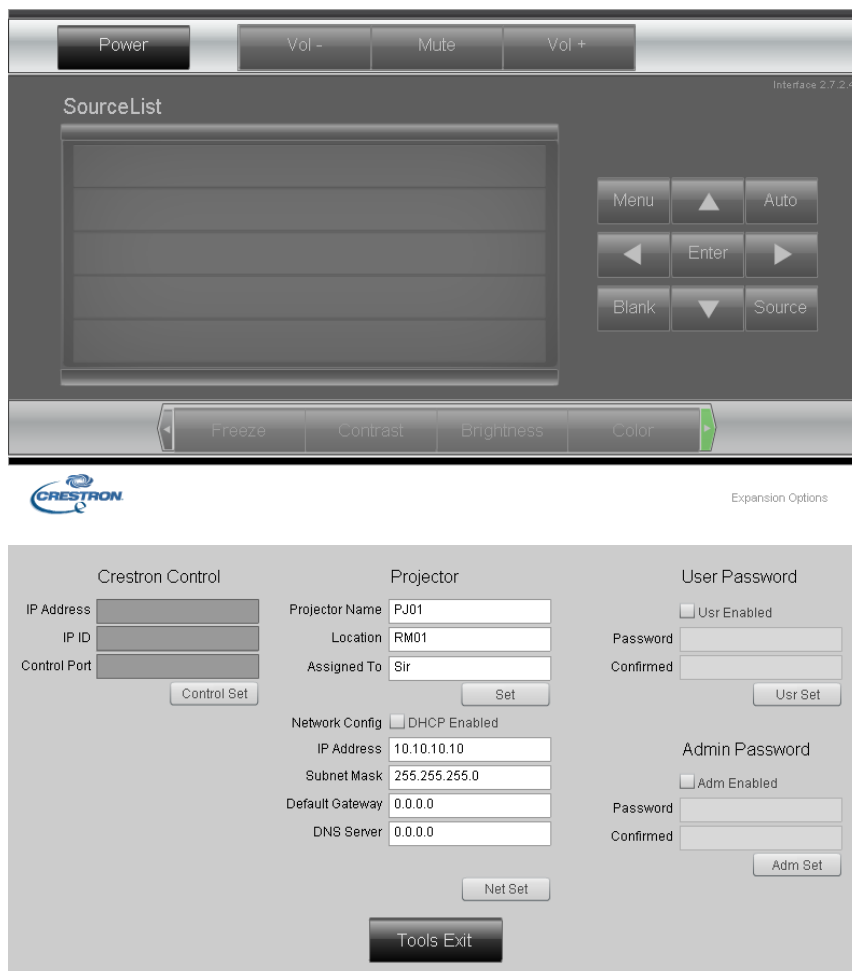 Power Vol - Mute Vol +
Interface 2.7.2.4
SourceList
Menu Auto
Enter
Blank Source
Freeze Contrast Brightness Color
CRESTRON
Expansion Options
Crestron Control
IP Address
IP ID
Control Port
Control Set
Projector
Projector Name PJ01
Location RM01
Assigned To Sir
Set
Network Config DHCP Enabled
IP Address 10.10.10.10
Subnet Mask 255.255.255.0
Default Gateway 0.0.0.0
DNS Server 0.0.0.0
Net Set
User Password
Usr Enabled
Password
Confirmed
Usr Set
Admin Password
Adm Enabled
Password
Confirmed
Adm Set
Tools Exit